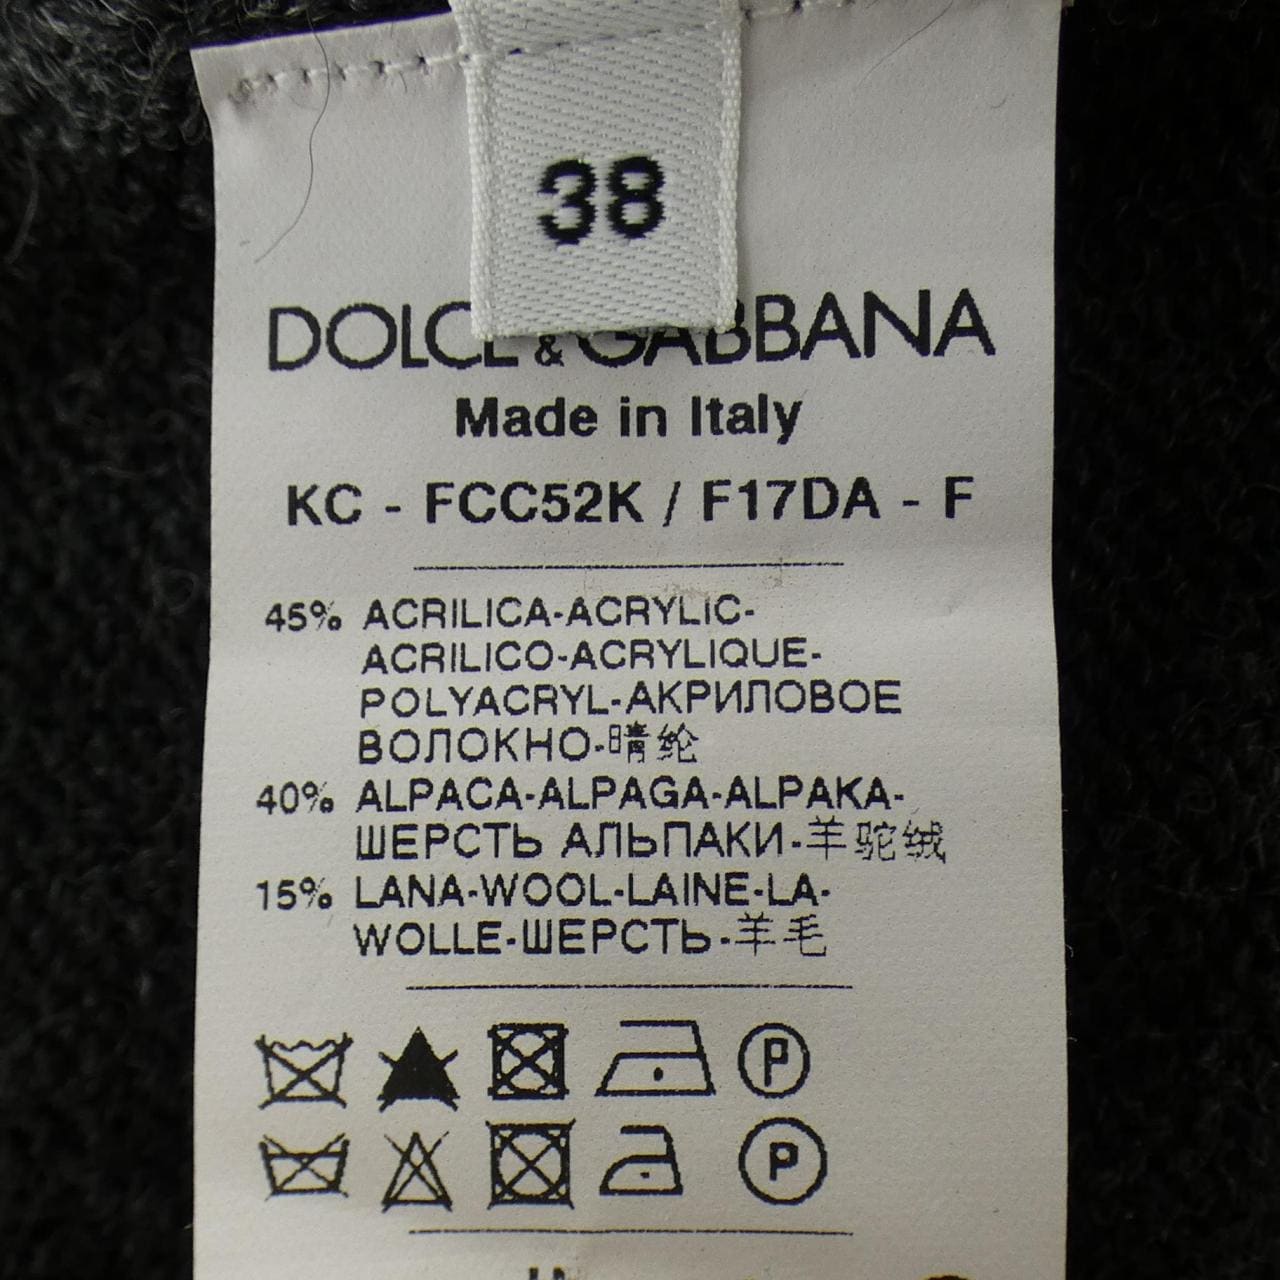 38
DOLCE & GABBANA
Made in Italy
KC - FCC52K / F17DA - F
45% ACRILICA-ACRYLIC-
ACRILICO-ACRYLIQUE-
POLYACRYL-АКРИЛОВОЕ
ВОЛОКНО-晴纶
40% ALPACA-ALPAGA-ALPAKA-
ШЕРСТЬ АЛЬПАКИ-羊驼绒
15% LANA-WOOL-LAINE-LA-
WOLLE-ШЕРСТЬ-羊毛
P
P